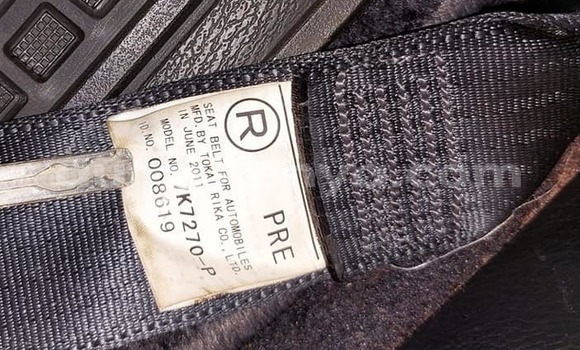 R
PRE
SEAT BELT FOR AUTOMOBILES
MFD. BY TOKAI RIKA CO., LTD.
IN JUNE 2011
MODEL NO. 7K7270-P
ID NO. 008619